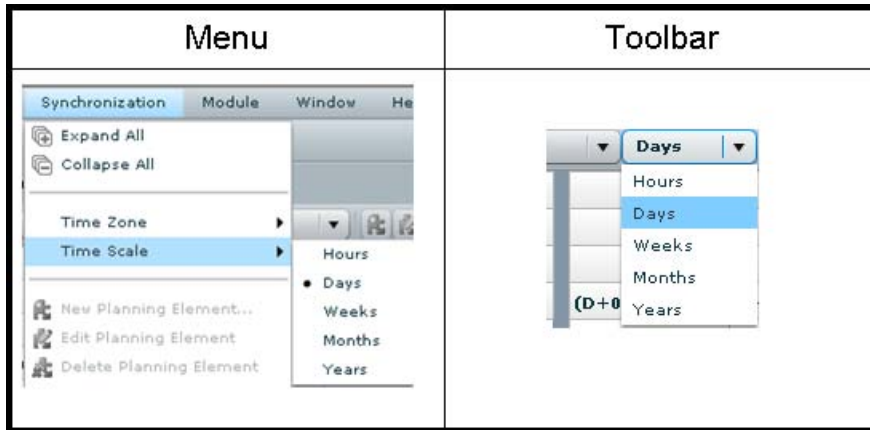 Menu
Toolbar
Synchronization Module Window He
Expand All
Collapse All
Time Zone
Time Scale
Hours
• Days
Weeks
Months
Years
New Planning Element...
Edit Planning Element
Delete Planning Element
Days
Hours
Days
Weeks
Months
(D+0
Years